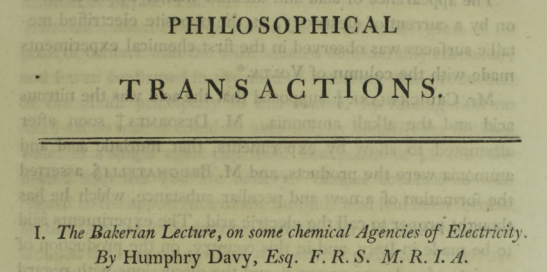 PHILOSOPHICAL
TRANSACTIONS.
I. The Bakerian Lecture, on some chemical Agencies of Electricity.
By Humphry Davy, Esq. F. R. S. M. R. I. A.